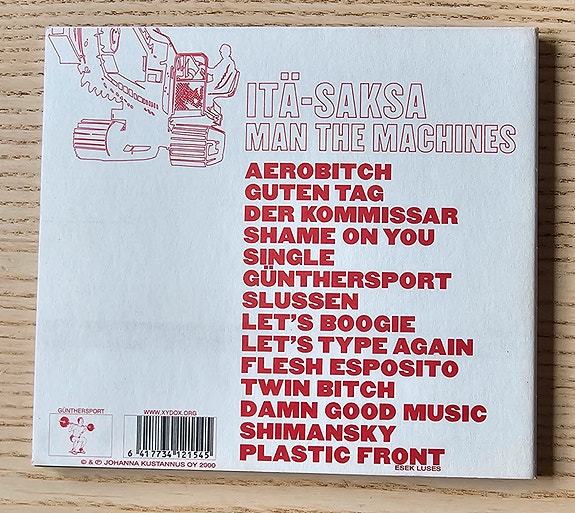 ITÄ-SAKSA
MAN THE MACHINES
AEROBITCH
GUTEN TAG
DER KOMMISSAR
SHAME ON YOU
SINGLE
GÜNTHERSPORT
SLUSSEN
LET'S BOOGIE
LET'S TYPE AGAIN
FLESH ESPOSITO
TWIN BITCH
DAMN GOOD MUSIC
SHIMANSKY
PLASTIC FRONT
ESEK LUSES
GÜNTHERSPORT
WWW.XYDOX.ORG
6 417734 121545
© & ℗ JOHANNA KUSTANNUS OY 2000